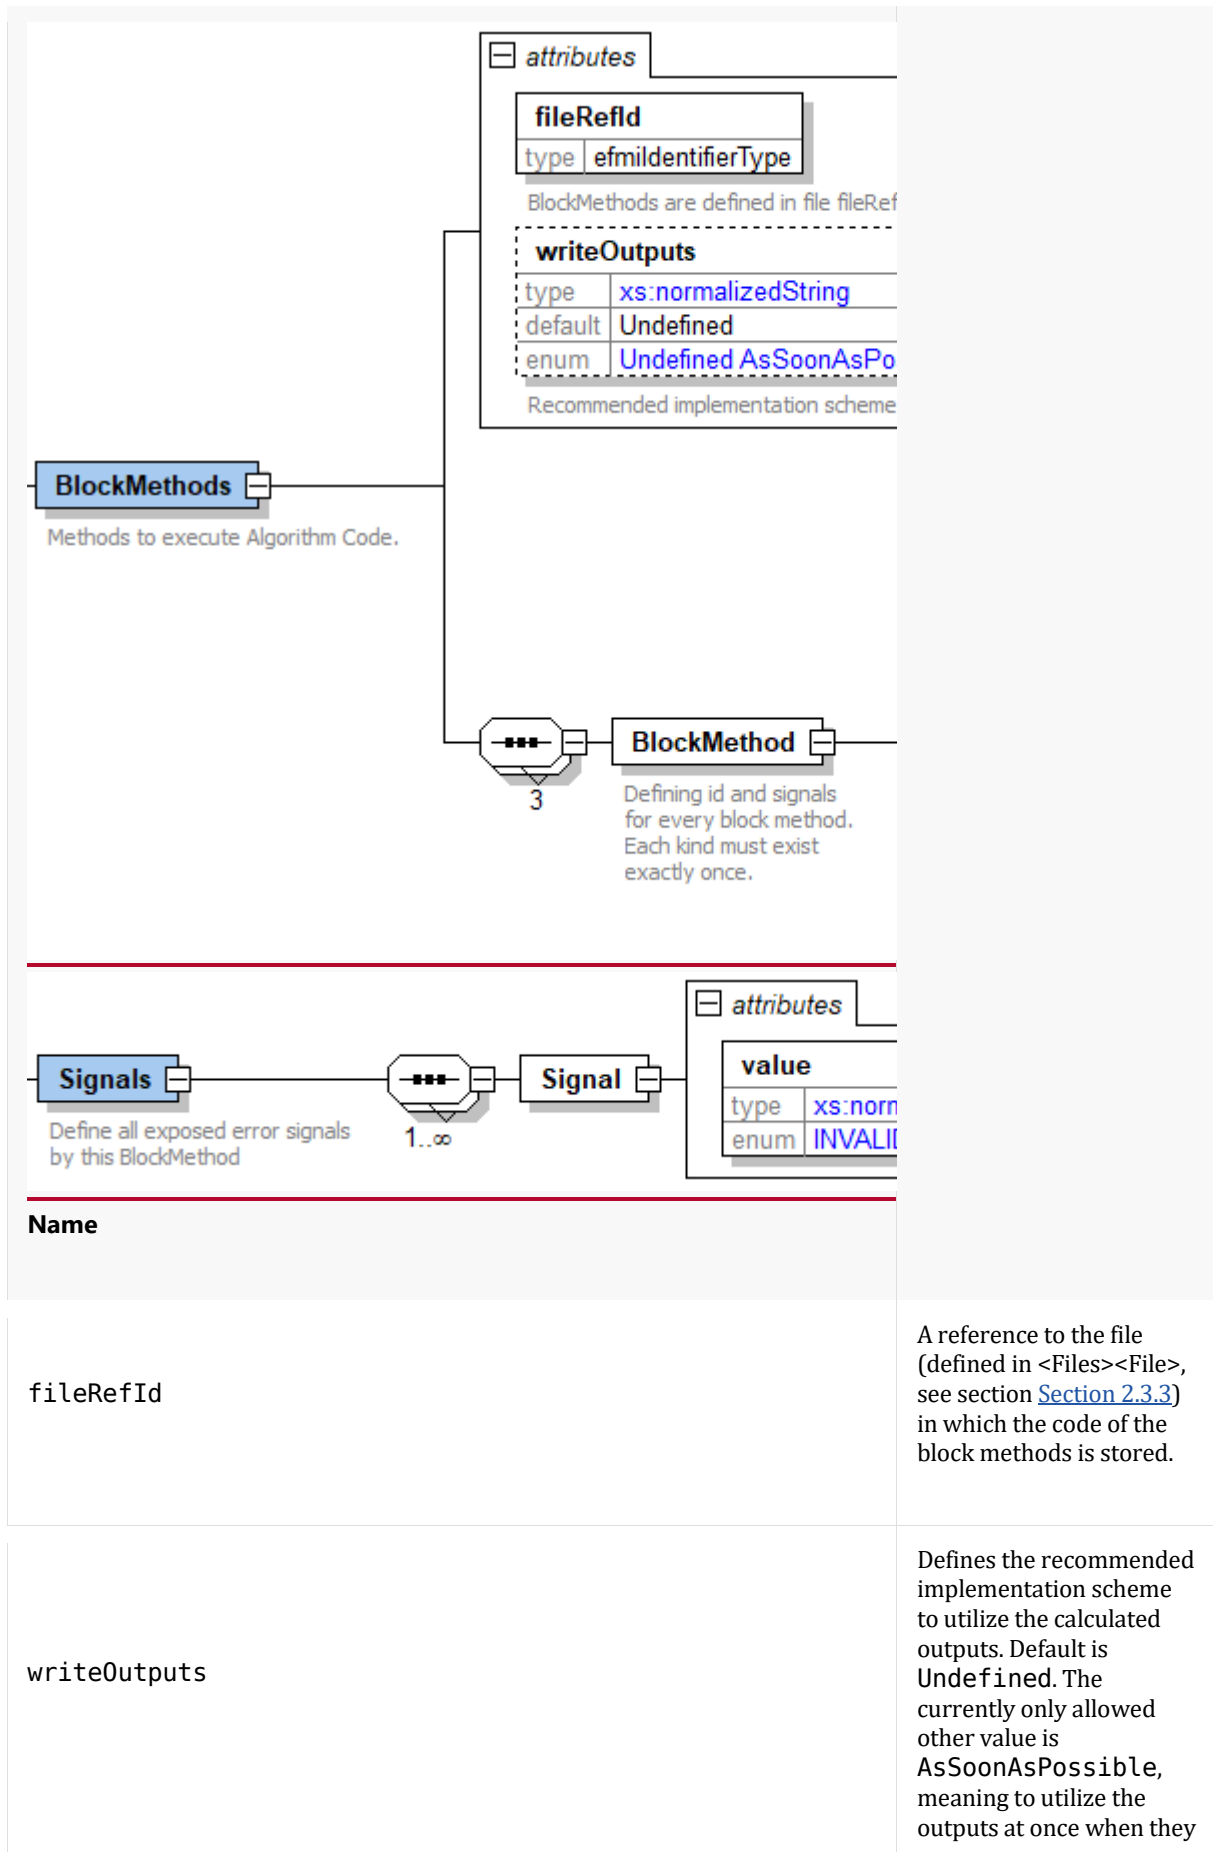 attributes
fileRefId
type efmiIdentifierType
BlockMethods are defined in file fileRef
writeOutputs
type xs:normalizedString
default Undefined
enum Undefined AsSoonAsPo
Recommended implementation scheme
BlockMethods
Methods to execute Algorithm Code.
3
BlockMethod
Defining id and signals
for every block method.
Each kind must exist
exactly once.
attributes
value
type xs:norm
enum INVALID
Signals
Define all exposed error signals
by this BlockMethod
1..∞
Signal
Name
fileRefId
A reference to the file
(defined in <Files><File>,
see section Section 2.3.3)
in which the code of the
block methods is stored.
writeOutputs
Defines the recommended
implementation scheme
to utilize the calculated
outputs. Default is
Undefined. The
currently only allowed
other value is
AsSoonAsPossible,
meaning to utilize the
outputs at once when they